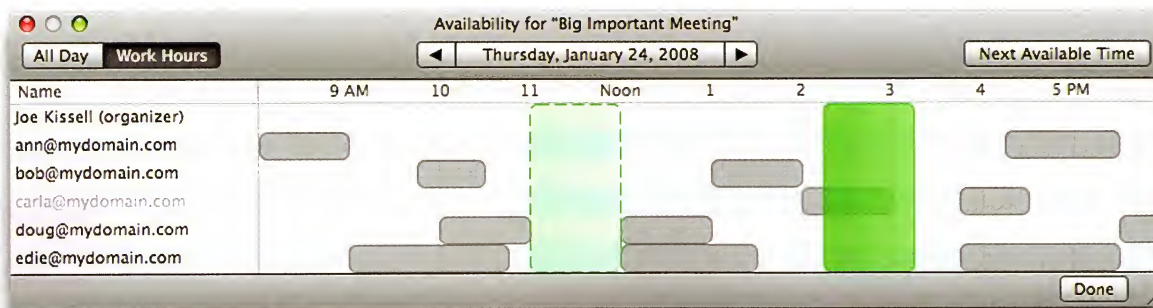 Availability for “Big Important Meeting”
All Day Work Hours ◀ Thursday, January 24, 2008 ▶ Next Available Time
Name 9 AM 10 11 Noon 1 2 3 4 5 PM
Joe Kissell (organizer)
ann@mydomain.com
bob@mydomain.com
carla@mydomain.com
doug@mydomain.com
edie@mydomain.com
Done